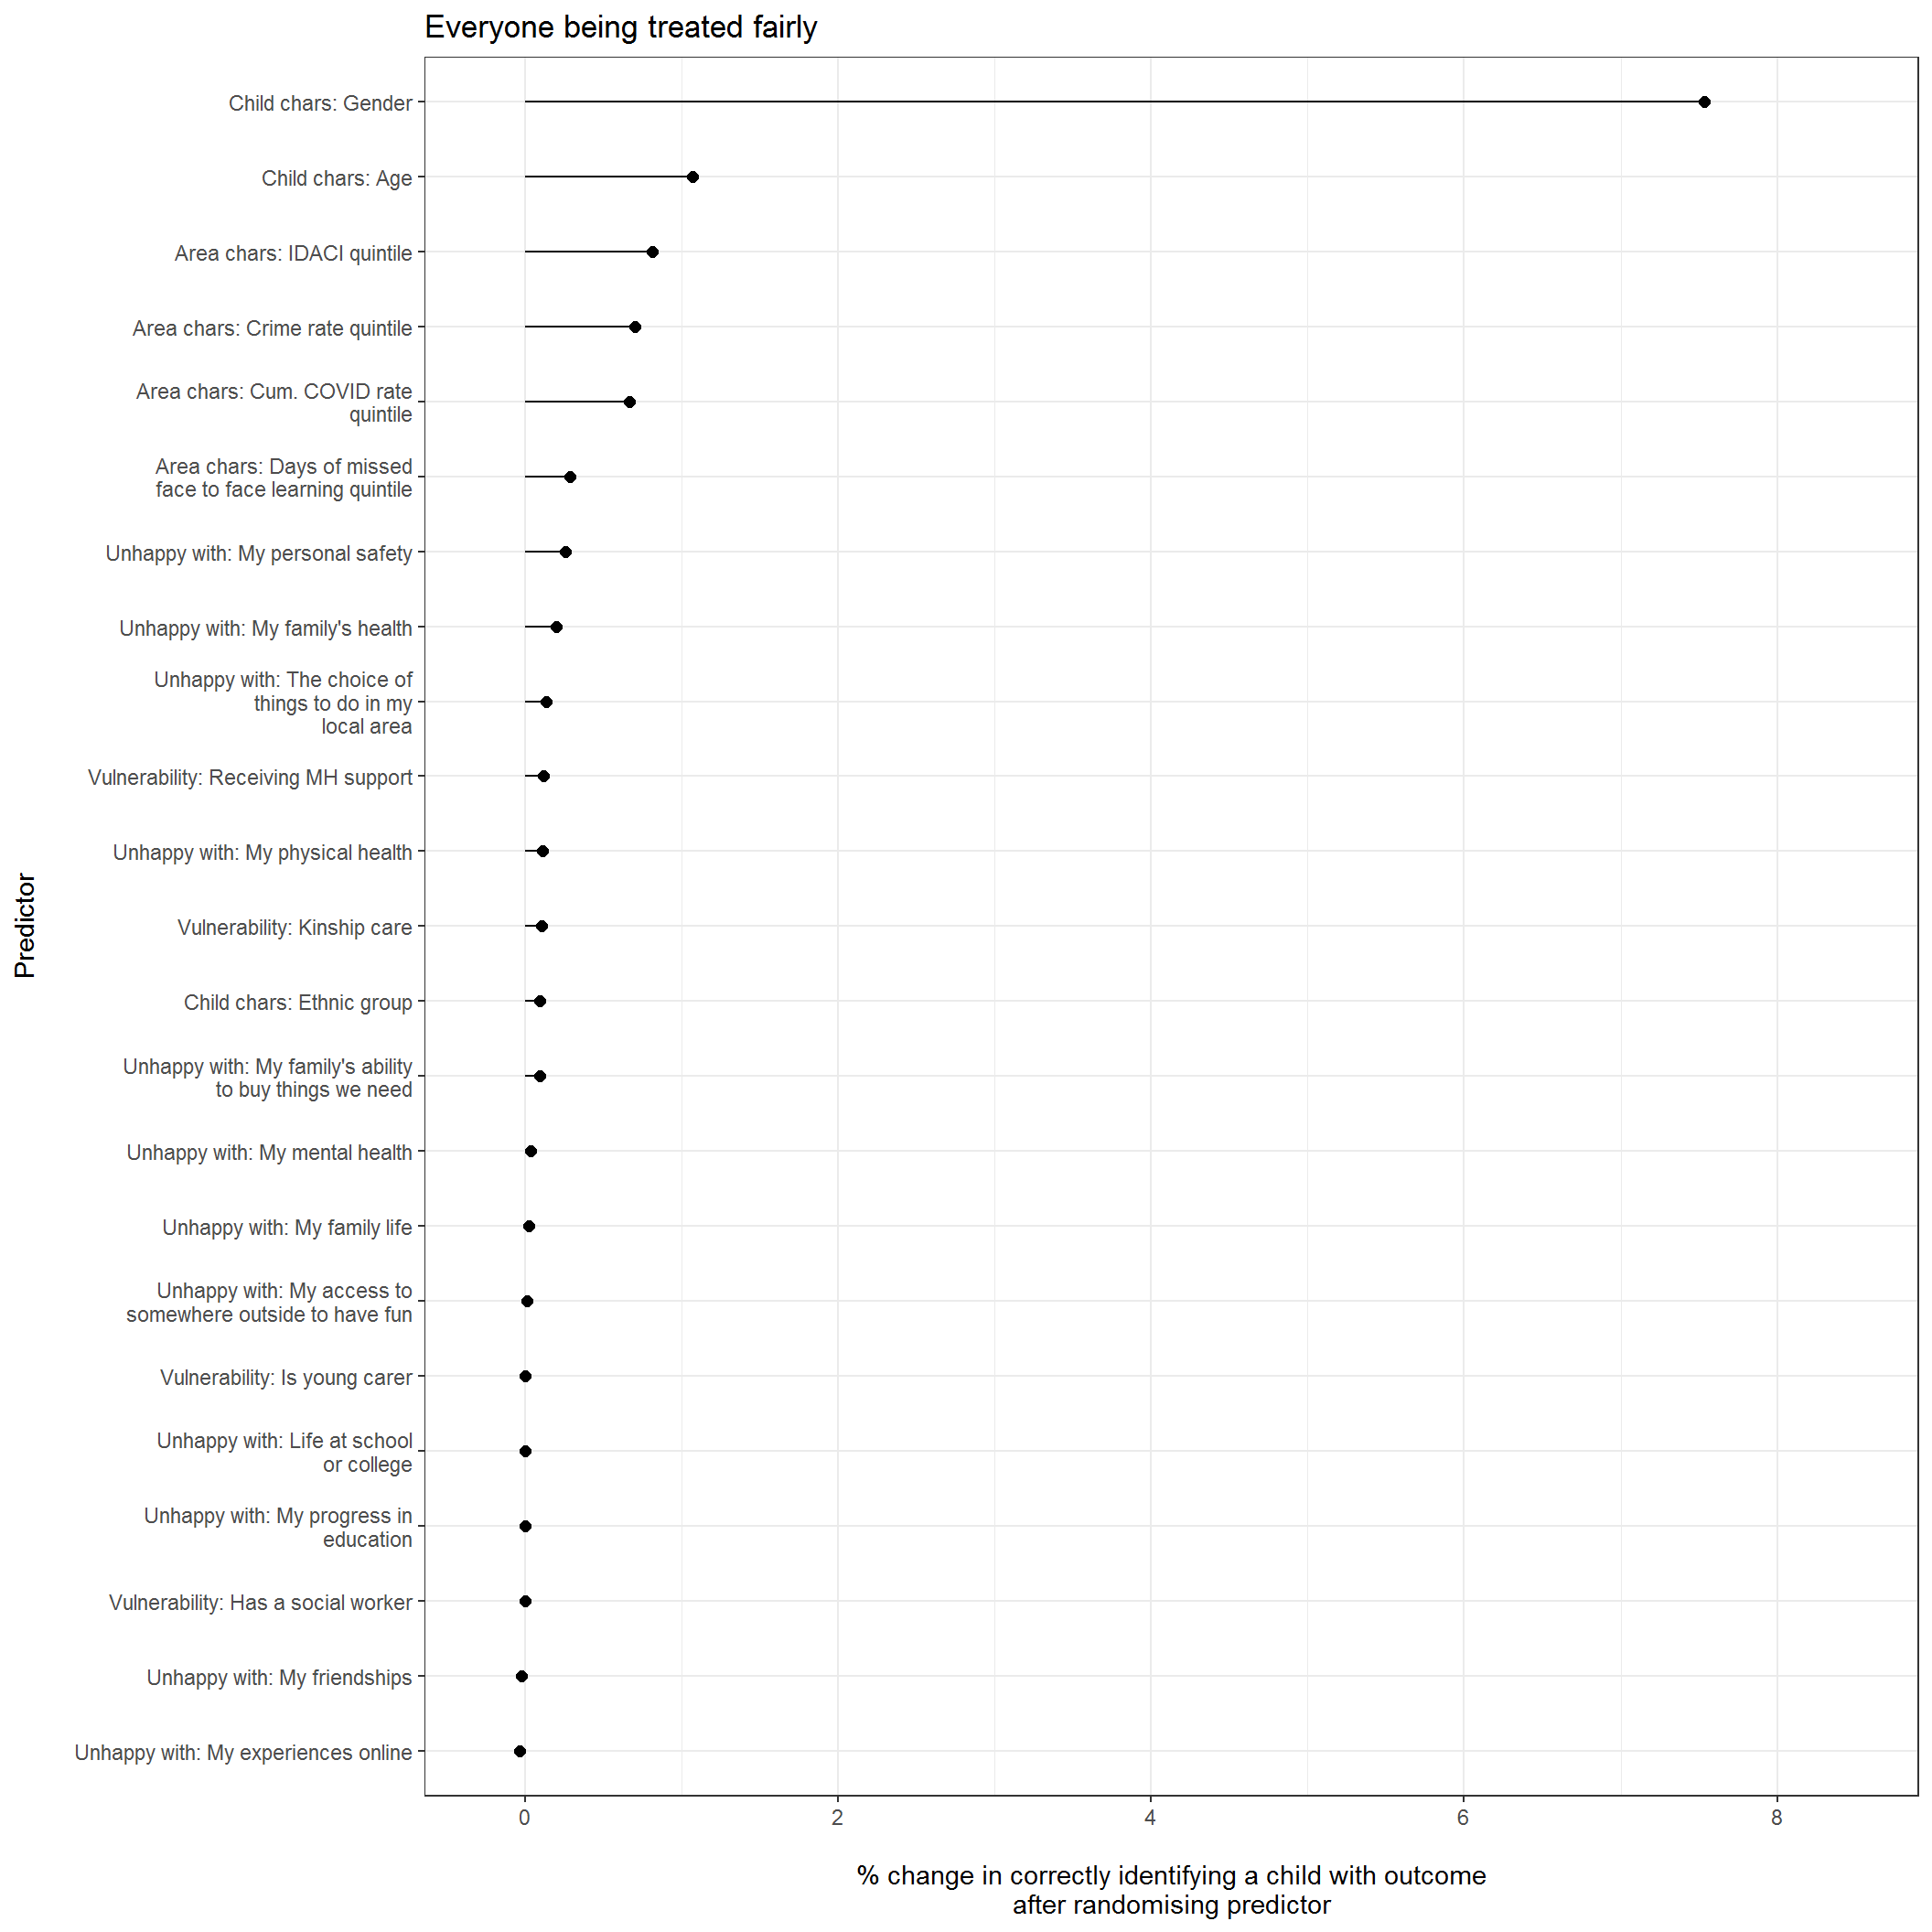 Everyone being treated fairly
Child chars: Gender
Child chars: Age
Area chars: IDACI quintile
Area chars: Crime rate quintile
Area chars: Cum. COVID rate
quintile
Area chars: Days of missed
face to face learning quintile
Unhappy with: My personal safety
Unhappy with: My family's health
Unhappy with: The choice of
things to do in my
local area
Vulnerability: Receiving MH support
Unhappy with: My physical health
Vulnerability: Kinship care
Child chars: Ethnic group
Unhappy with: My family's ability
to buy things we need
Unhappy with: My mental health
Unhappy with: My family life
Unhappy with: My access to
somewhere outside to have fun
Vulnerability: Is young carer
Unhappy with: Life at school
or college
Unhappy with: My progress in
education
Vulnerability: Has a social worker
Unhappy with: My friendships
Unhappy with: My experiences online
Predictor
0 2 4 6 8
% change in correctly identifying a child with outcome
after randomising predictor